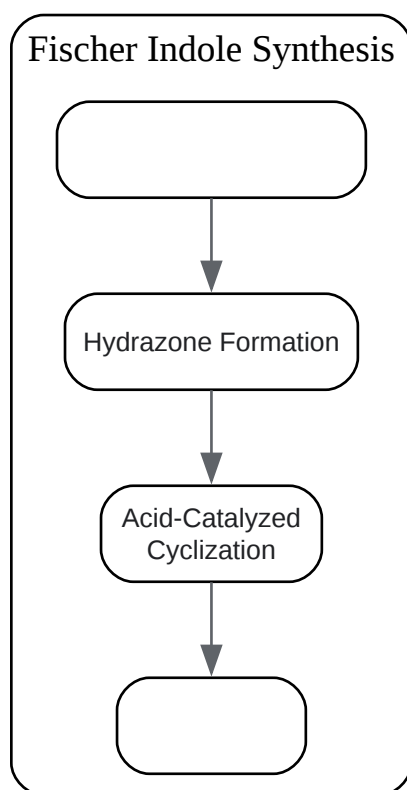 Fischer Indole Synthesis
Hydrazone Formation
Acid-Catalyzed
Cyclization